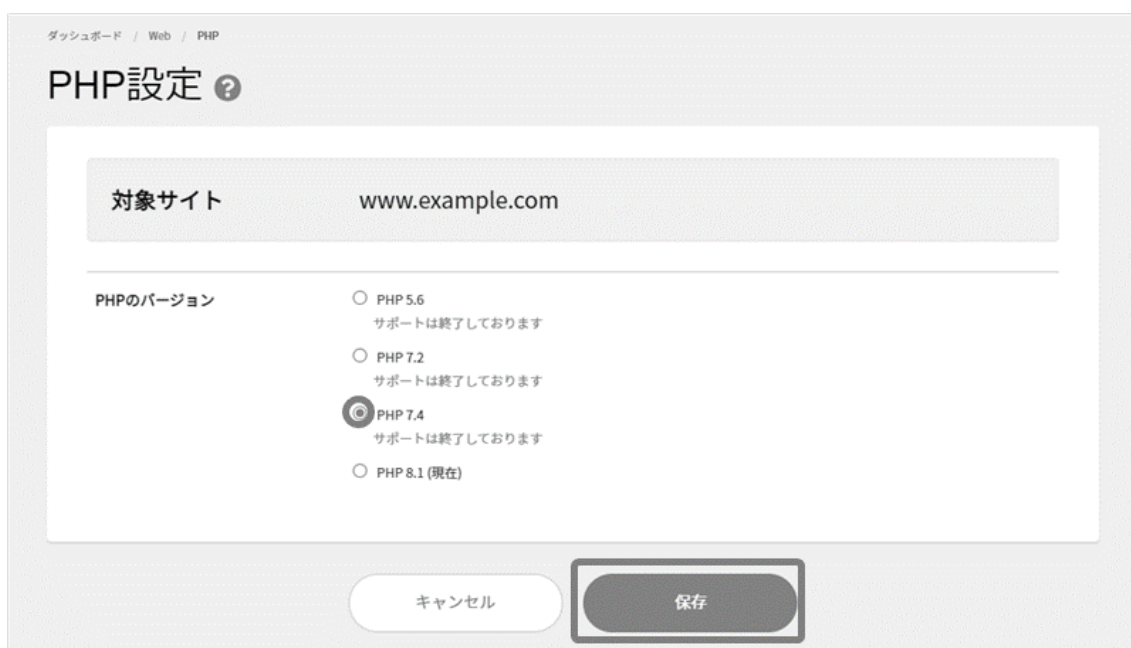 ダッシュボード / Web / PHP
PHP設定 ?
対象サイト www.example.com
PHPのバージョン
PHP 5.6
サポートは終了しております
PHP 7.2
サポートは終了しております
PHP 7.4
サポートは終了しております
PHP 8.1 (現在)
キャンセル 保存